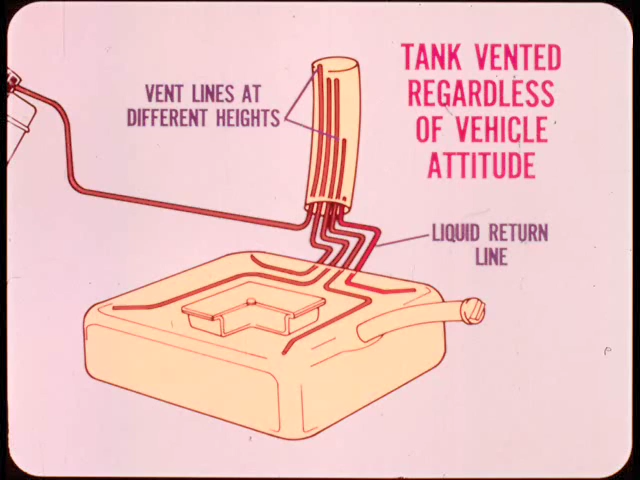 TANK VENTED
REGARDLESS
OF VEHICLE
ATTITUDE
VENT LINES AT
DIFFERENT HEIGHTS
LIQUID RETURN
LINE